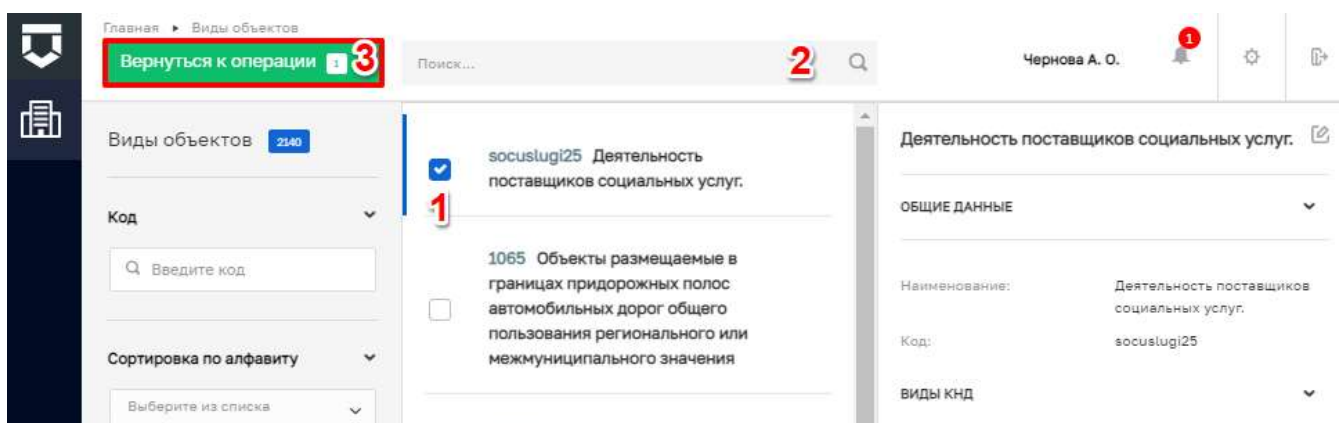 Главная ▸ Виды объектов
Вернуться к операции 1 3
Поиск... 2
Чернова А. О.
1
Виды объектов 2140
Код
Введите код
Сортировка по алфавиту
Выберите из списка
socuslugi25 Деятельность
поставщиков социальных услуг.
1
1065 Объекты размещаемые в
границах придорожных полос
автомобильных дорог общего
пользования регионального или
межмуниципального значения
Деятельность поставщиков социальных услуг.
ОБЩИЕ ДАННЫЕ
Наименование: Деятельность поставщиков
социальных услуг.
Код: socuslugi25
ВИДЫ КНД